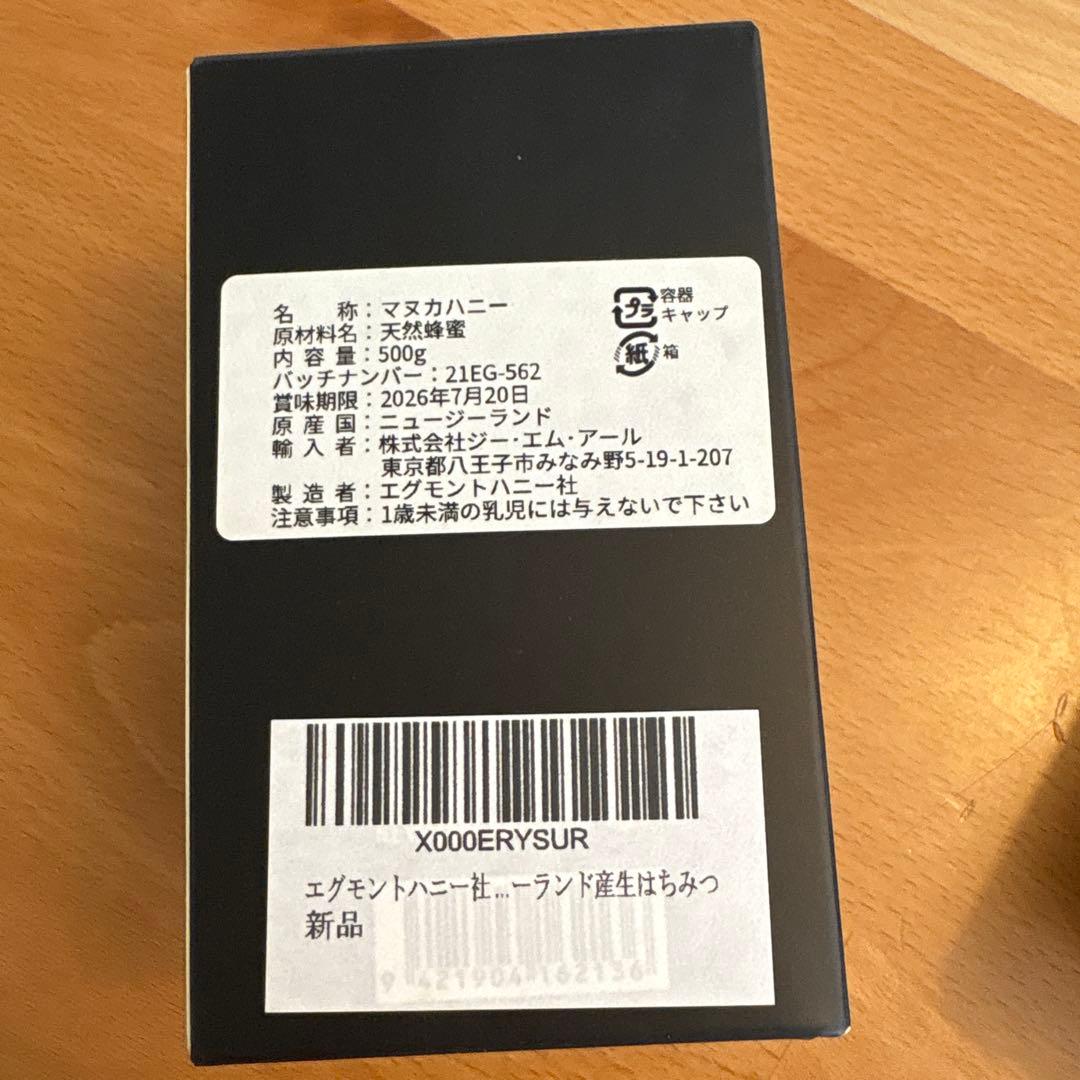 名　　称：マヌカハニー
原材料名：天然蜂蜜
内 容 量：500g
バッチナンバー：21EG-562
賞味期限：2026年7月20日
原 産 国：ニュージーランド
輸 入 者：株式会社ジー・エム・アール
東京都八王子市みなみ野5-19-1-207
製 造 者：エグモントハニー社
注意事項：1歳未満の乳児には与えないで下さい
プラ 容器
キャップ
紙 箱
X000ERYSUR
エグモントハニー社...ーランド産生はちみつ
新品
9 421904 162136